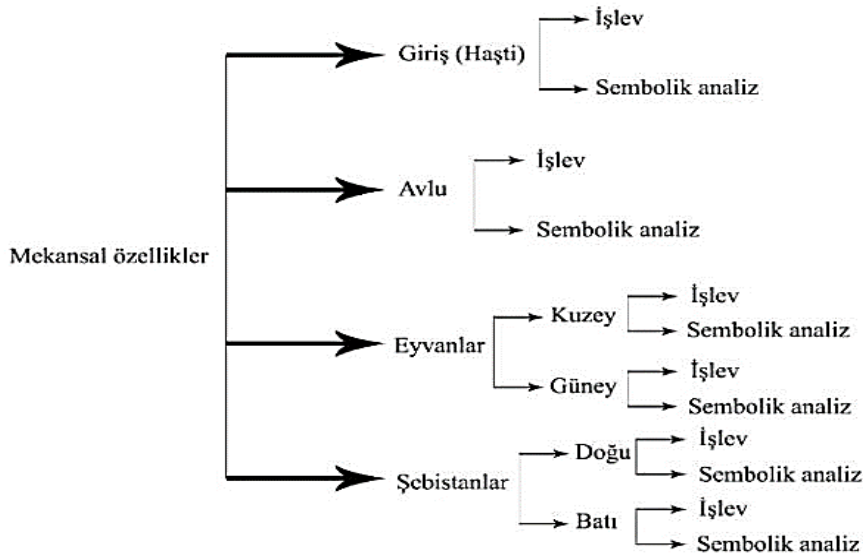 Mekansal özellikler
Giriş (Haşti)
İşlev
Sembolik analiz
Avlu
İşlev
Sembolik analiz
Eyvanlar
Kuzey
İşlev
Sembolik analiz
Güney
İşlev
Sembolik analiz
Şebistanlar
Doğu
İşlev
Sembolik analiz
Batı
İşlev
Sembolik analiz